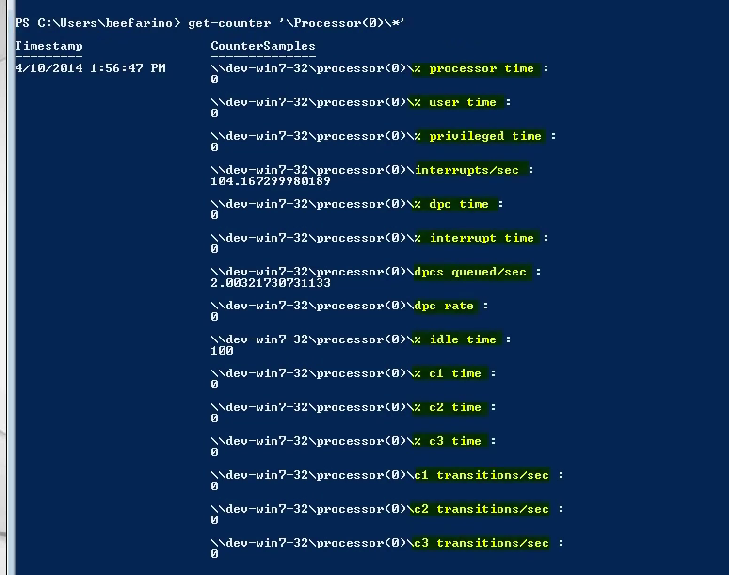 PS C:\Users\beefarino> get-counter '\Processor(0)\*'
Timestamp CounterSamples
--------- --------------
4/10/2014 1:56:47 PM \\dev-win7-32\processor(0)\% processor time :
0
\\dev-win7-32\processor(0)\% user time :
0
\\dev-win7-32\processor(0)\% privileged time :
0
\\dev-win7-32\processor(0)\interrupts/sec :
104.167299980189
\\dev-win7-32\processor(0)\% dpc time :
0
\\dev-win7-32\processor(0)\% interrupt time :
0
\\dev-win7-32\processor(0)\dpcs queued/sec :
2.00321730731133
\\dev-win7-32\processor(0)\dpc rate :
0
\\dev-win7-32\processor(0)\% idle time :
100
\\dev-win7-32\processor(0)\% c1 time :
0
\\dev-win7-32\processor(0)\% c2 time :
0
\\dev-win7-32\processor(0)\% c3 time :
0
\\dev-win7-32\processor(0)\c1 transitions/sec :
0
\\dev-win7-32\processor(0)\c2 transitions/sec :
0
\\dev-win7-32\processor(0)\c3 transitions/sec :
0